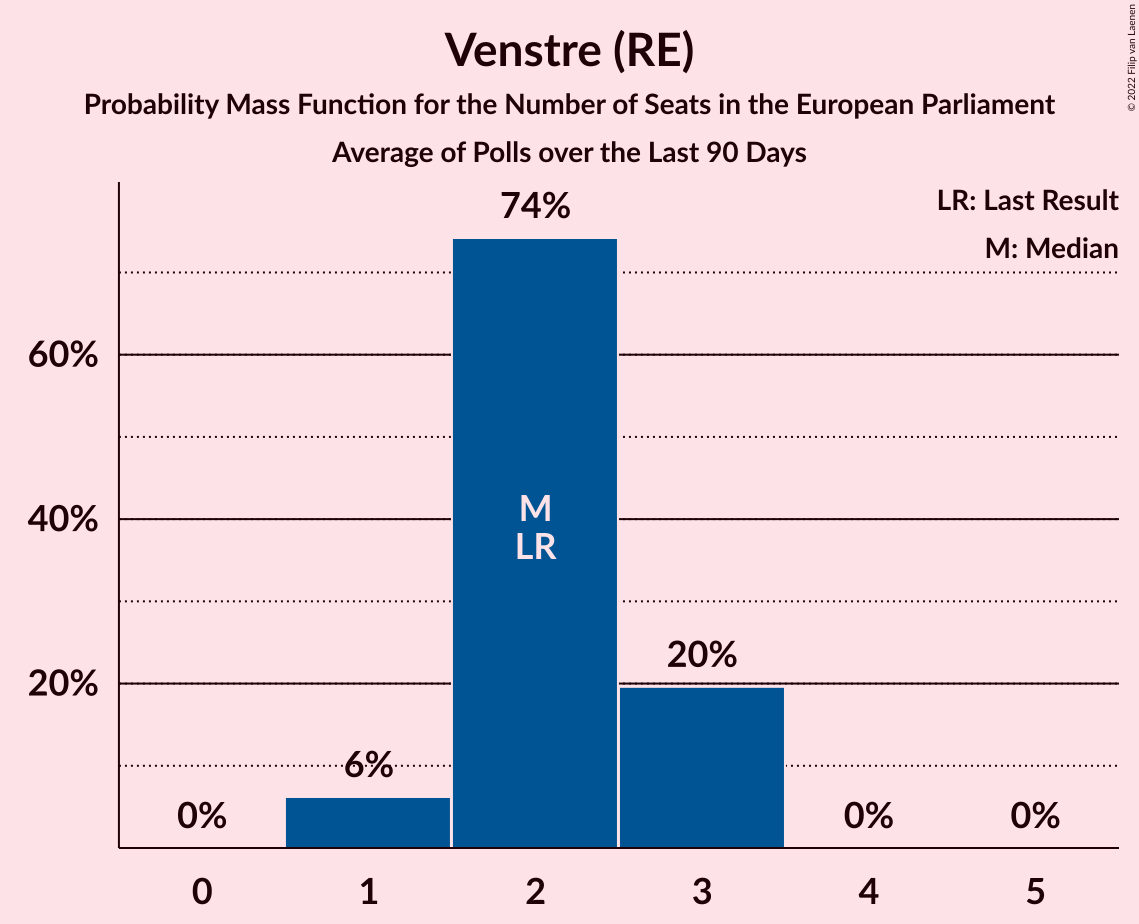 Venstre (RE)
Probability Mass Function for the Number of Seats in the European Parliament
Average of Polls over the Last 90 Days
© 2022 Filip van Laenen
LR: Last Result
M: Median
74%
60%
40%
20%
M
LR
20%
6%
0%
0%
0%
0
1
2
3
4
5